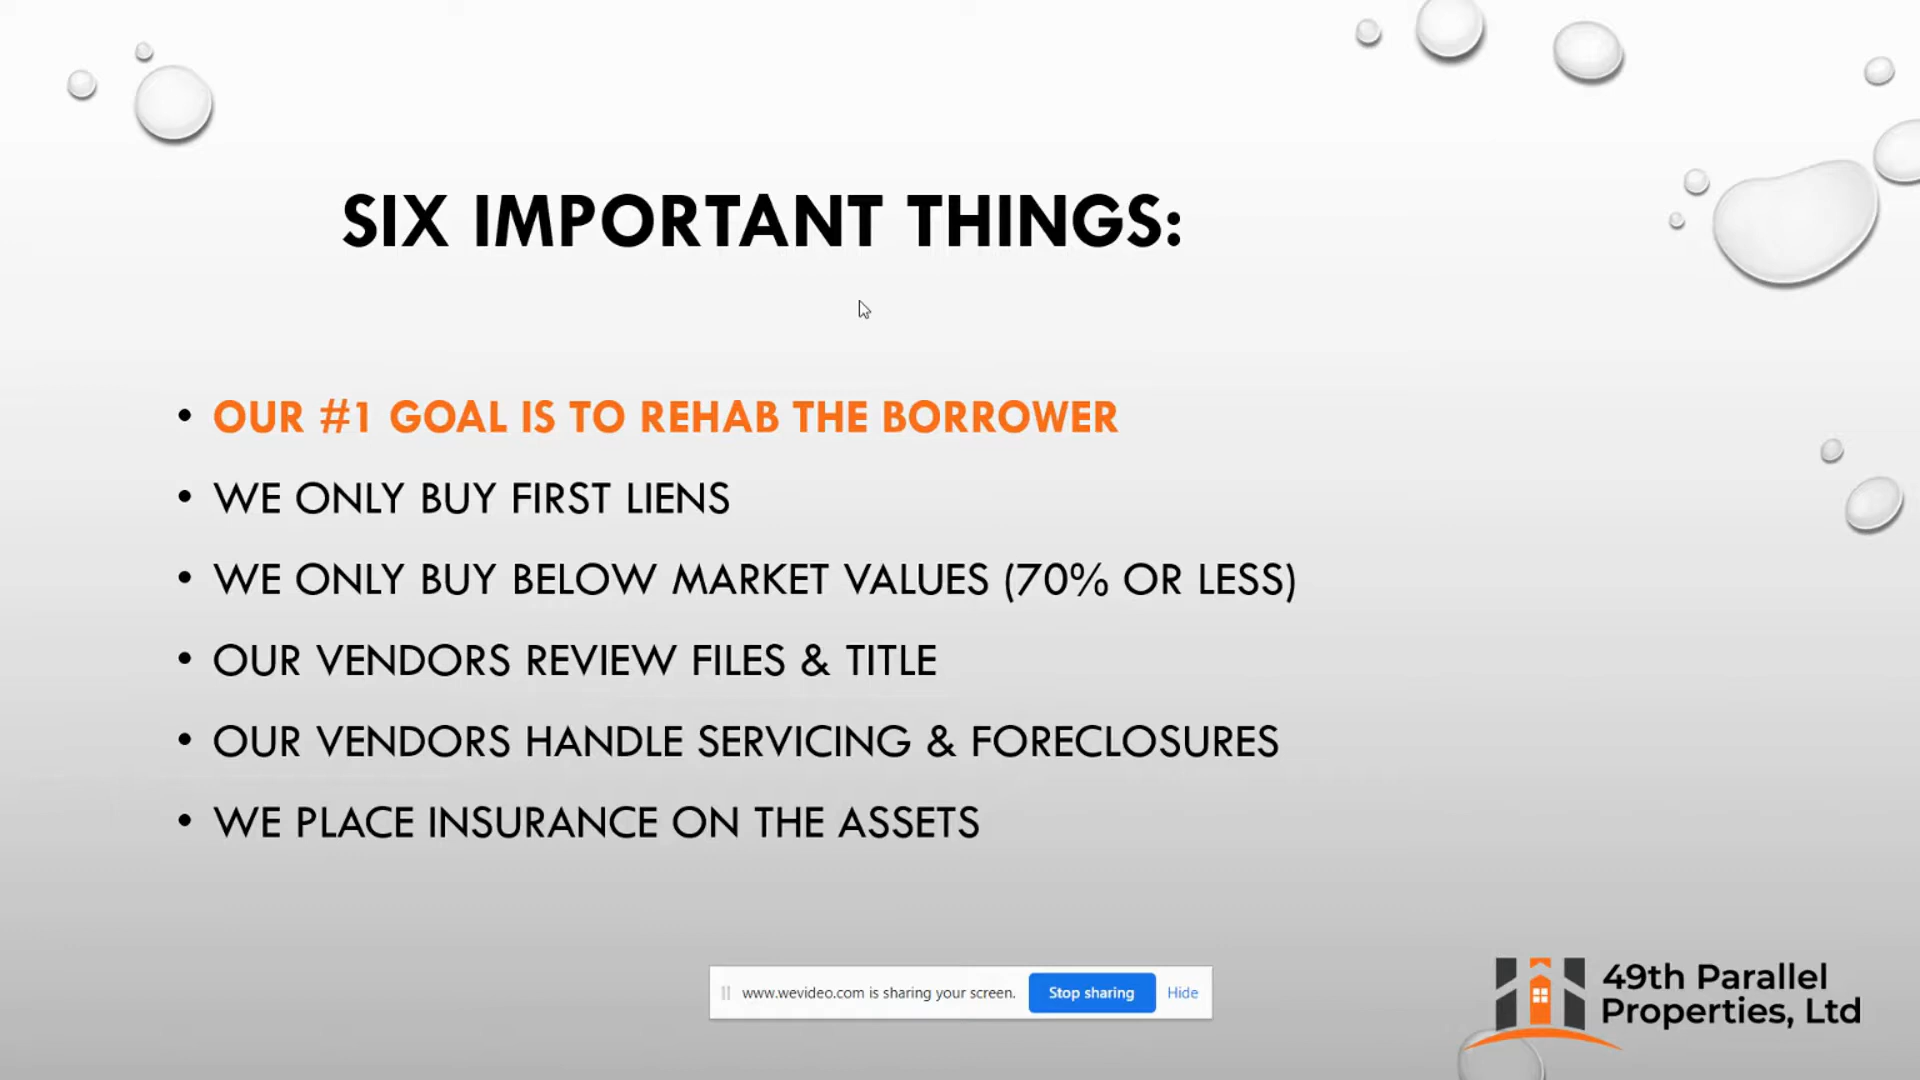 SIX IMPORTANT THINGS:
• OUR #1 GOAL IS TO REHAB THE BORROWER
• WE ONLY BUY FIRST LIENS
• WE ONLY BUY BELOW MARKET VALUES (70% OR LESS)
• OUR VENDORS REVIEW FILES & TITLE
• OUR VENDORS HANDLE SERVICING & FORECLOSURES
• WE PLACE INSURANCE ON THE ASSETS
www.wevideo.com is sharing your screen. Stop sharing Hide
49th Parallel
Properties, Ltd